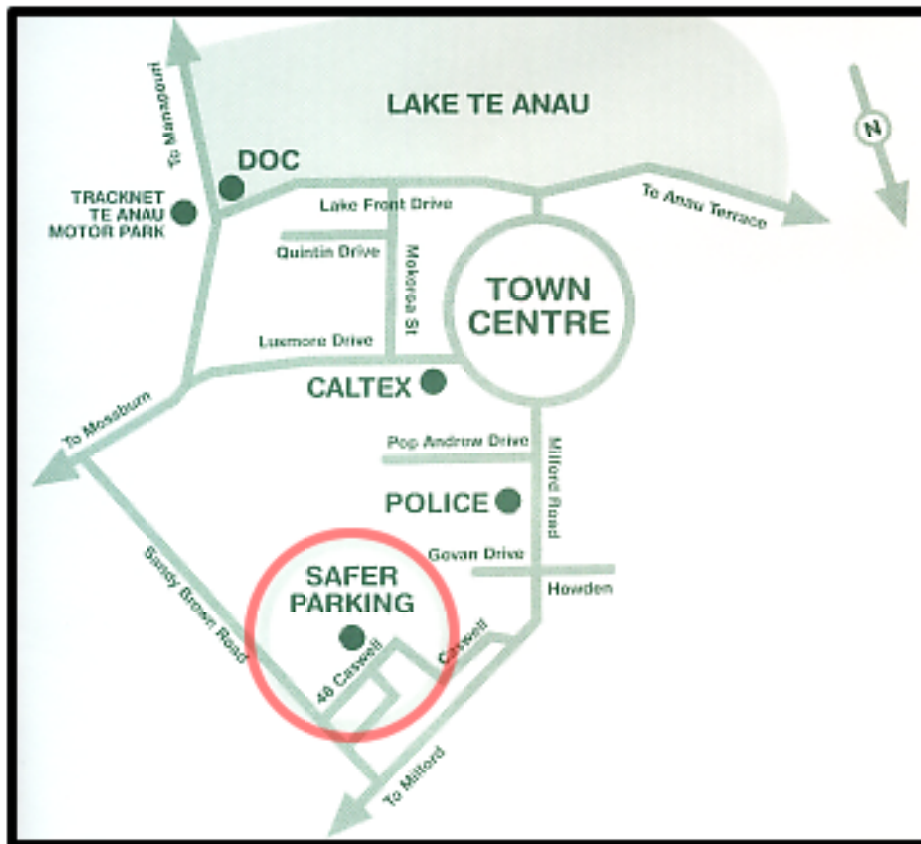 LAKE TE ANAU
To Manapouri
DOC
N
TRACKNET
TE ANAU
MOTOR PARK
Lake Front Drive
Te Anau Terrace
Quintin Drive
Mokoroa St
TOWN
CENTRE
Luxmore Drive
CALTEX
To Mossburn
Pop Andrew Drive
Milford Road
POLICE
Govan Drive
Howden
SAFER
PARKING
Sandy Brown Road
Caswell
48 Caswell
To Milford